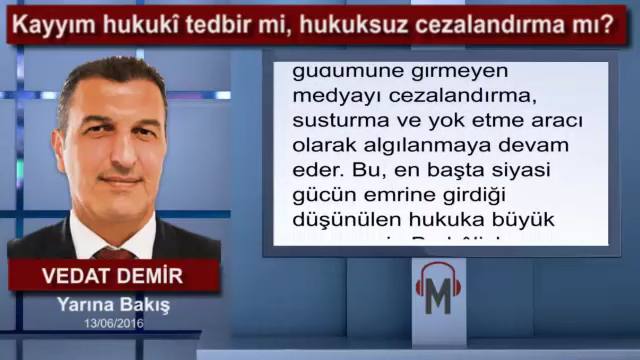 Kayyım hukukî tedbir mi, hukuksuz cezalandırma mı?
güdümüne girmeyen
medyayı cezalandırma,
susturma ve yok etme aracı
olarak algılanmaya devam
eder. Bu, en başta siyasi
gücün emrine girdiği
düşünülen hukuka büyük
VEDAT DEMİR
Yarına Bakış
13/06/2016
M